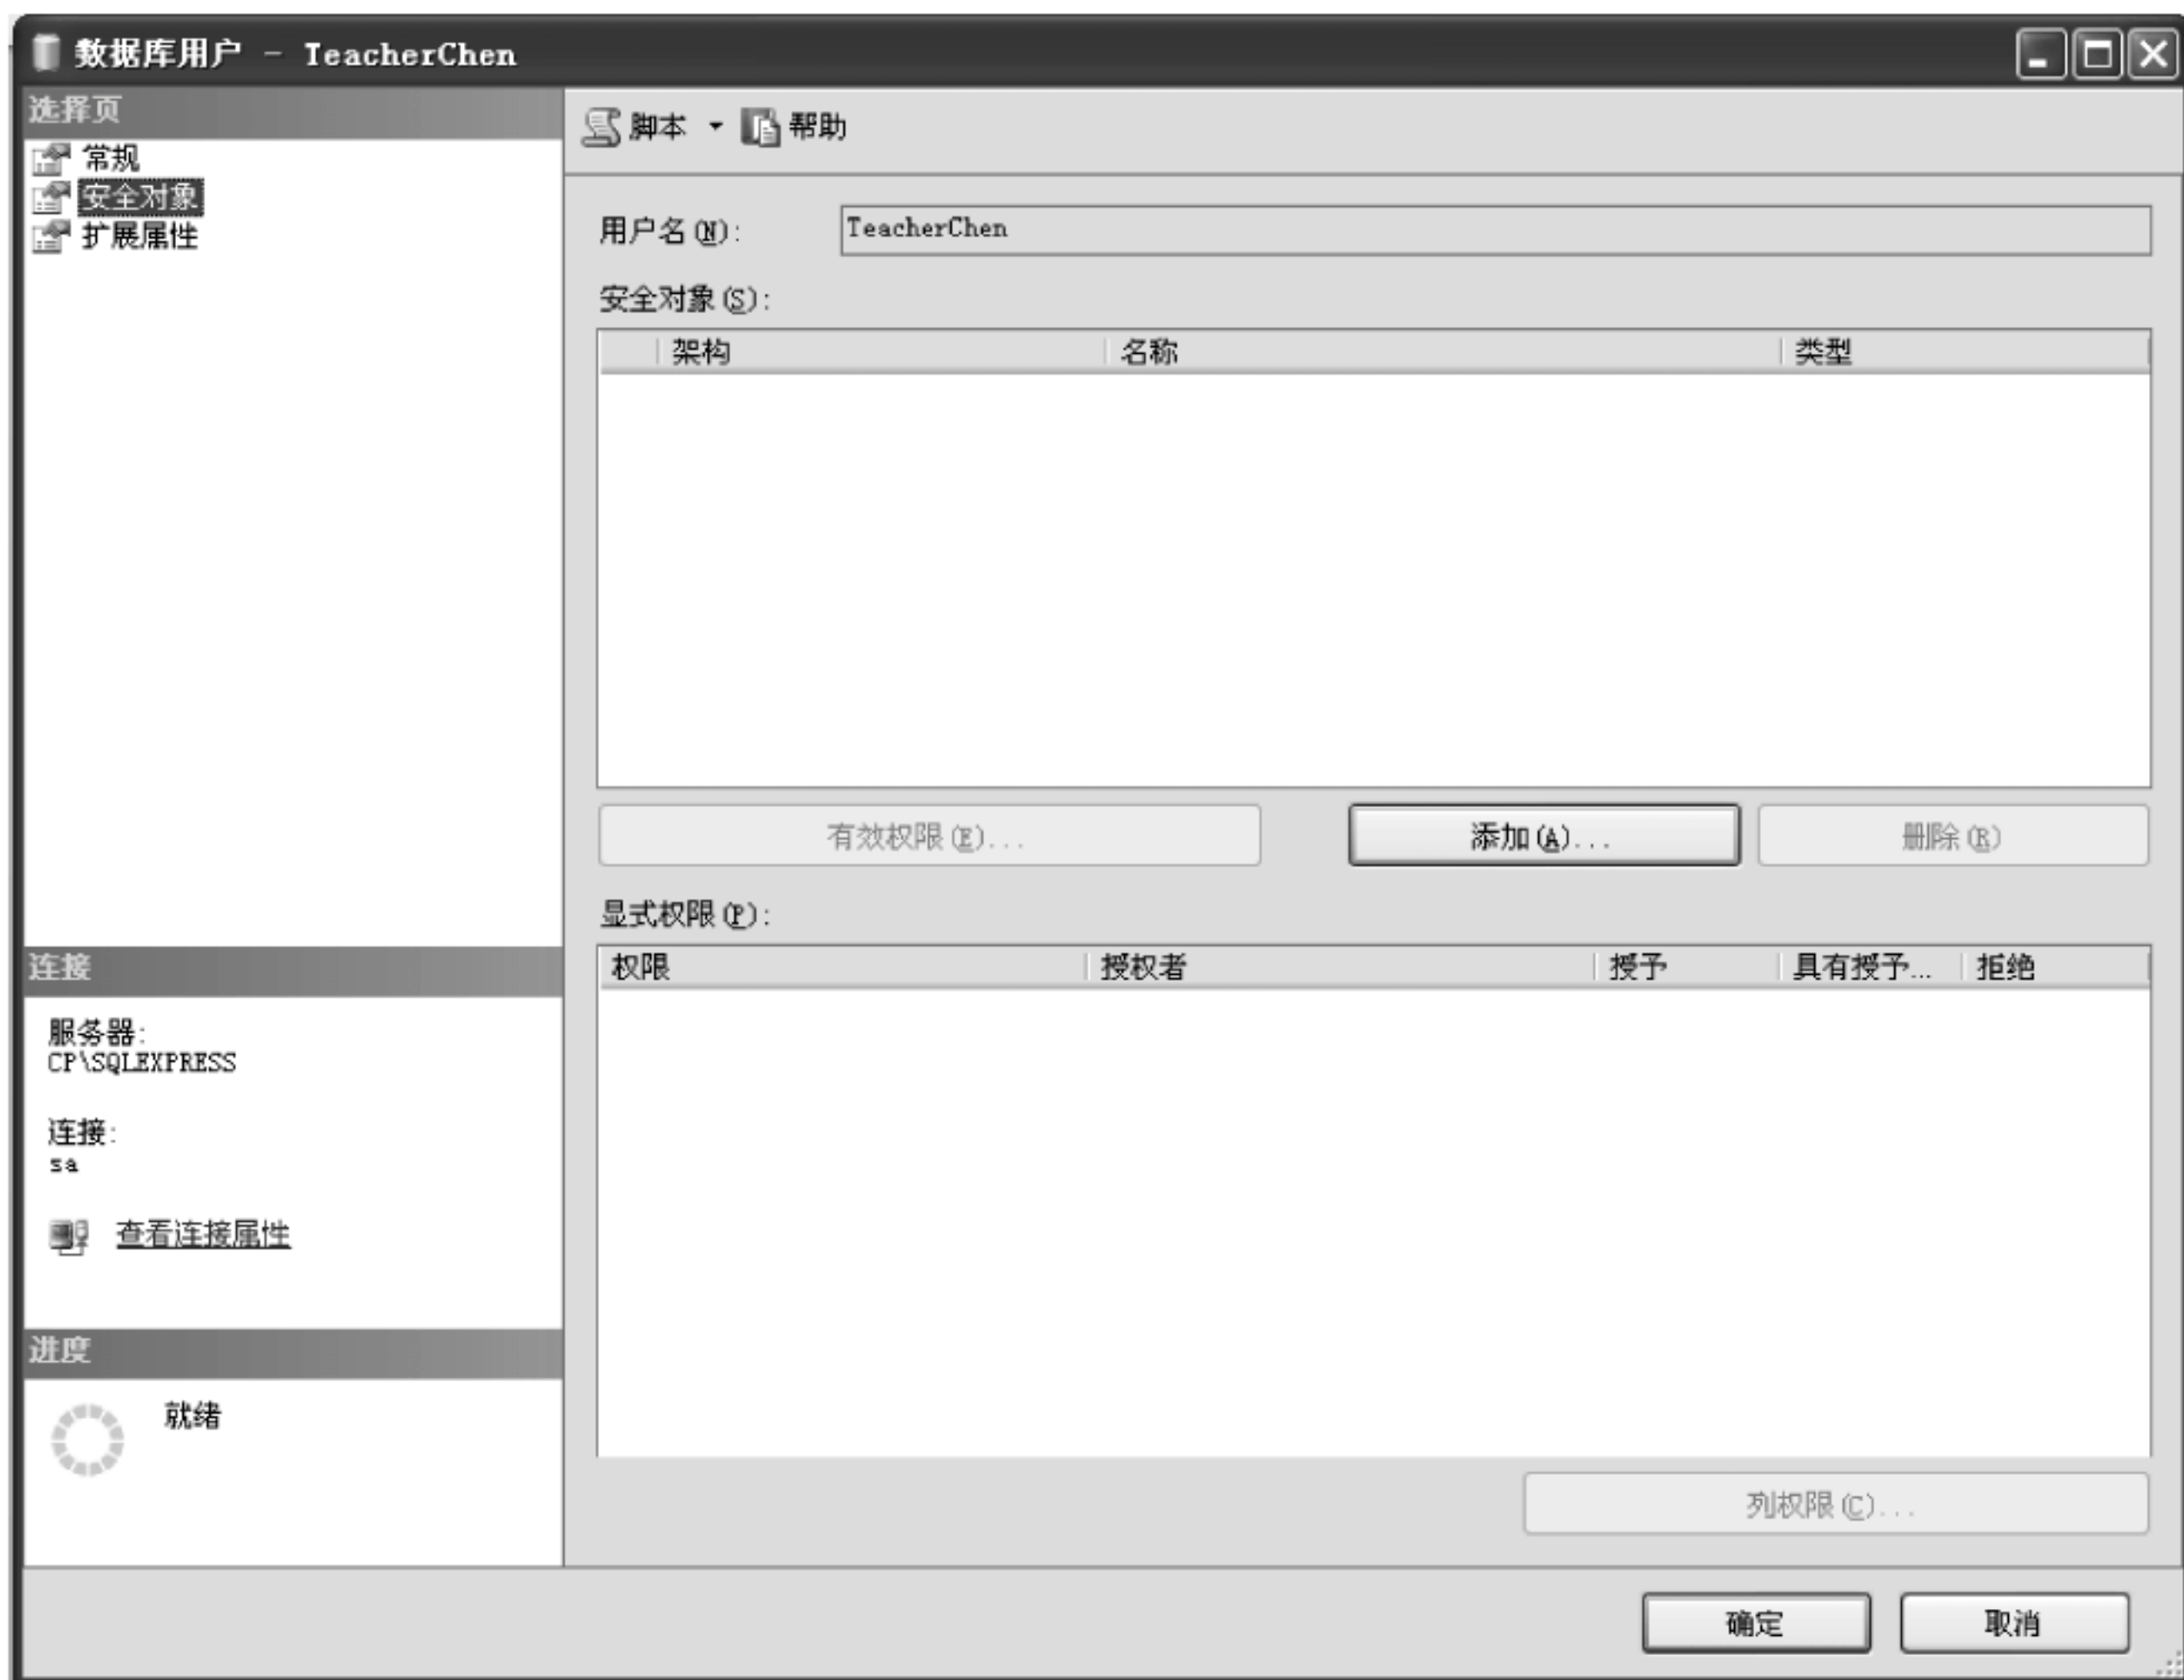 数据库用户 - TeacherChen
选择页
常规
安全对象
扩展属性
脚本 帮助
用户名(N): TeacherChen
安全对象(S):
架构 名称 类型
有效权限(E)... 添加(A)... 删除(R)
显式权限(P):
权限 授权者 授予 具有授予... 拒绝
列权限(C)...
连接
服务器:
CP\SQLEXPRESS
连接:
sa
查看连接属性
进度
就绪
确定 取消